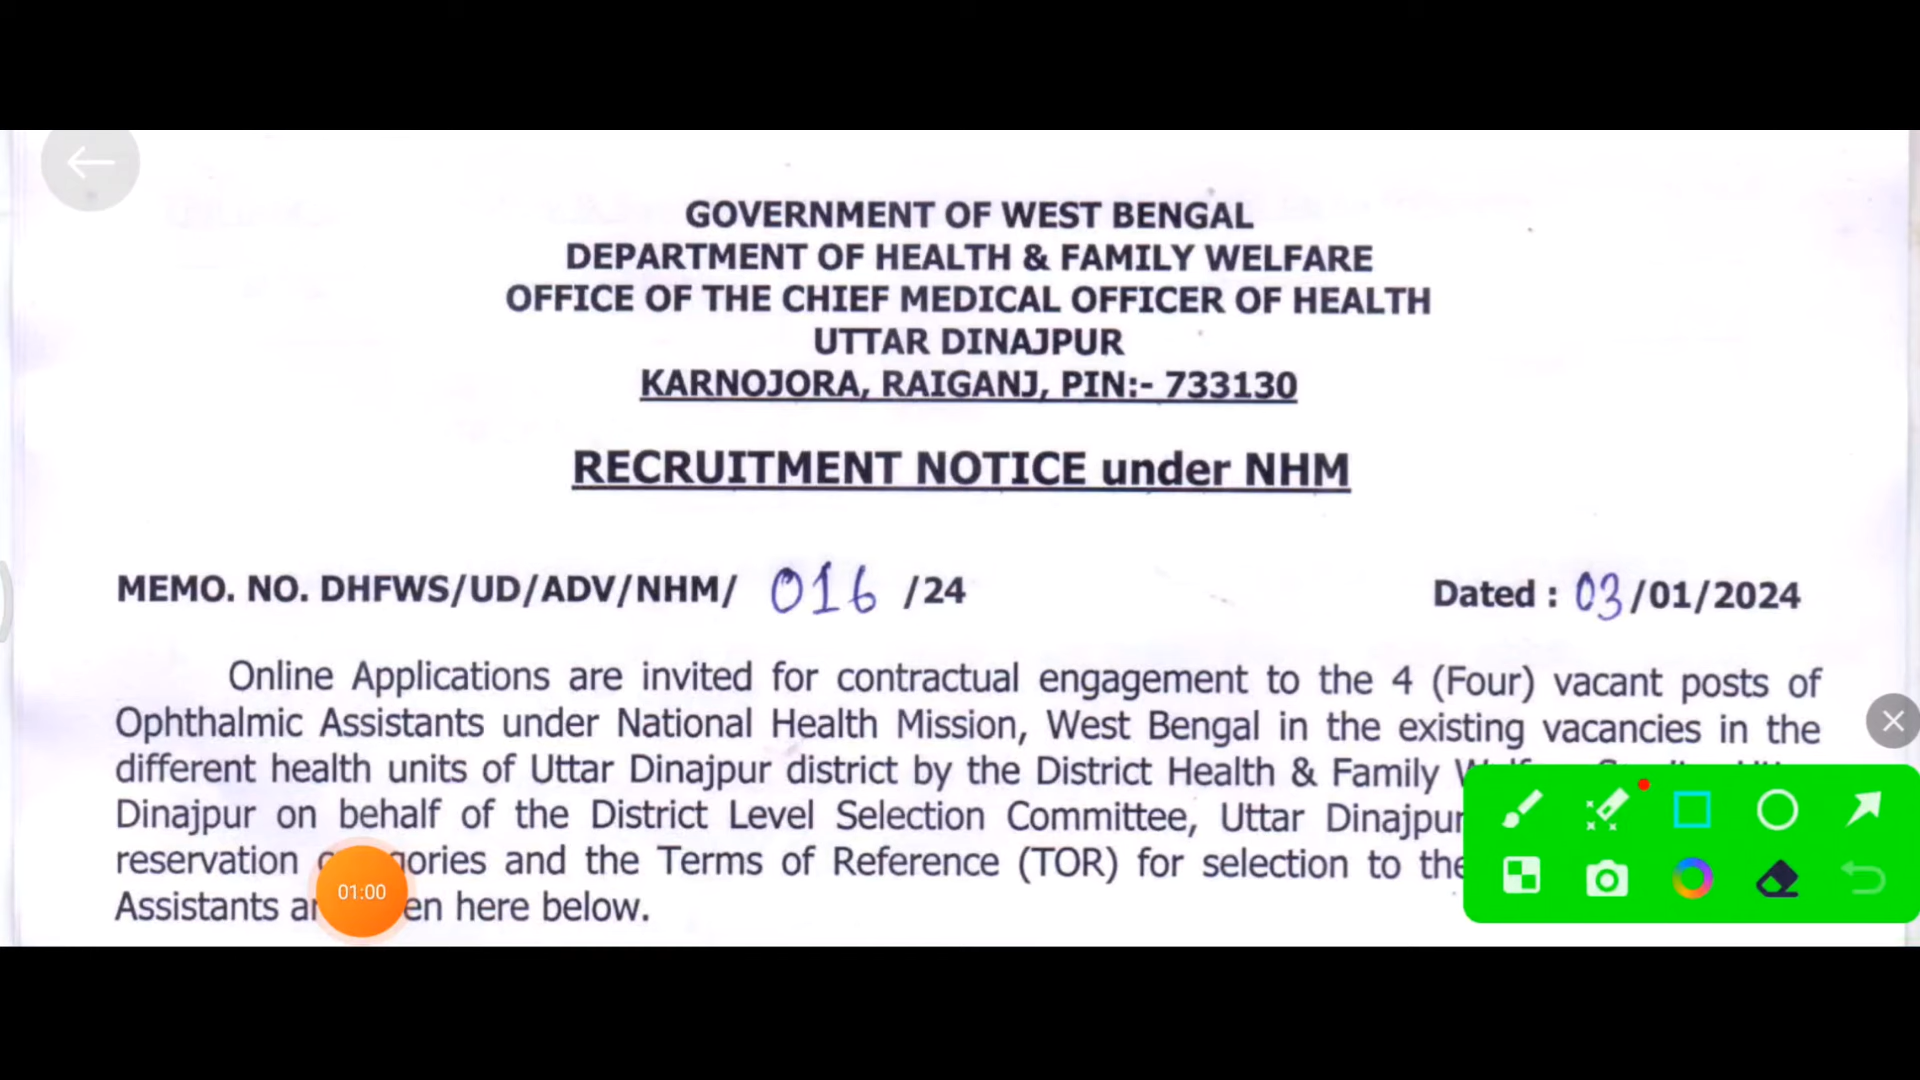 GOVERNMENT OF WEST BENGAL
DEPARTMENT OF HEALTH & FAMILY WELFARE
OFFICE OF THE CHIEF MEDICAL OFFICER OF HEALTH
UTTAR DINAJPUR
KARNOJORA, RAIGANJ, PIN:- 733130
RECRUITMENT NOTICE under NHM
MEMO. NO. DHFWS/UD/ADV/NHM/ 016 /24 Dated : 03/01/2024
Online Applications are invited for contractual engagement to the 4 (Four) vacant posts of
Ophthalmic Assistants under National Health Mission, West Bengal in the existing vacancies in the
different health units of Uttar Dinajpur district by the District Health & Family
Dinajpur on behalf of the District Level Selection Committee, Uttar Dinajpur
reservation and the Terms of Reference (TOR) for selection to the
Assistants here below.
01:00